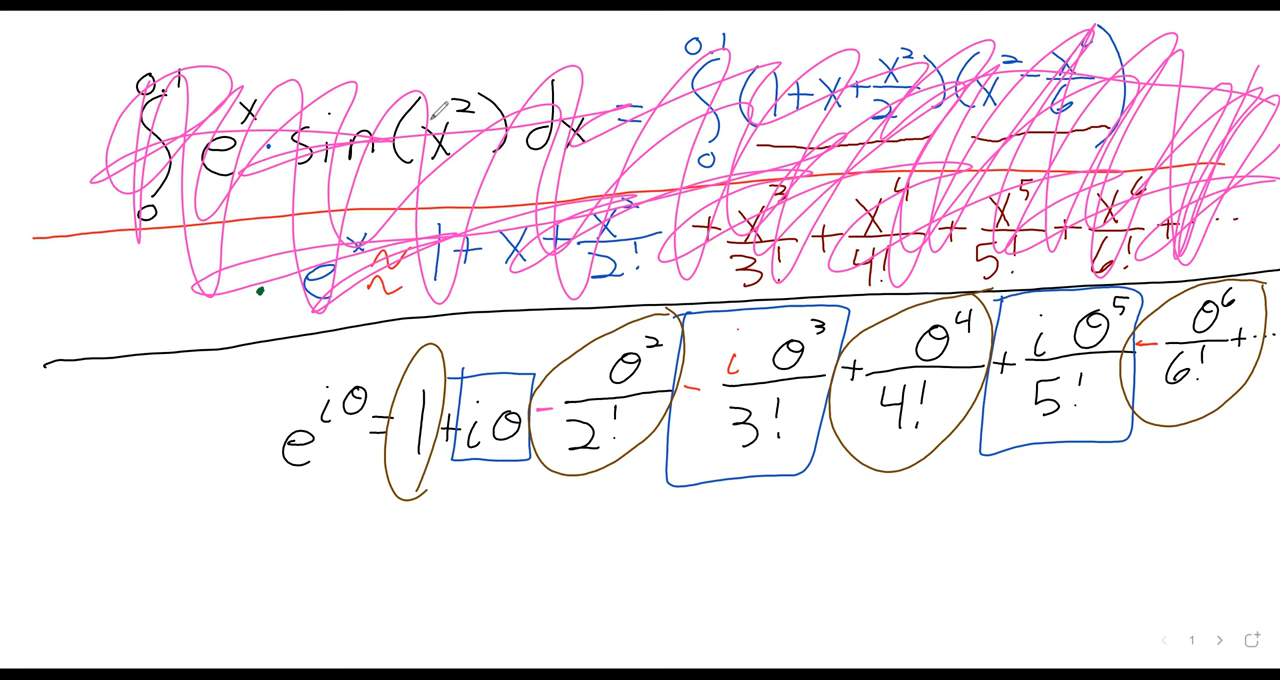 ∫₀^0.1 eˣ · sin(x²) dx = ∫₀^0.1 (1 + x + x²/2)(x² - x⁶/6)
eˣ ≈ 1 + x + x²/2! + x³/3! + x⁴/4! + x⁵/5! + x⁶/6! + ...
e^(iθ) = 1 + iθ - θ²/2! - iθ³/3! + θ⁴/4! + iθ⁵/5! - θ⁶/6! + ...
1